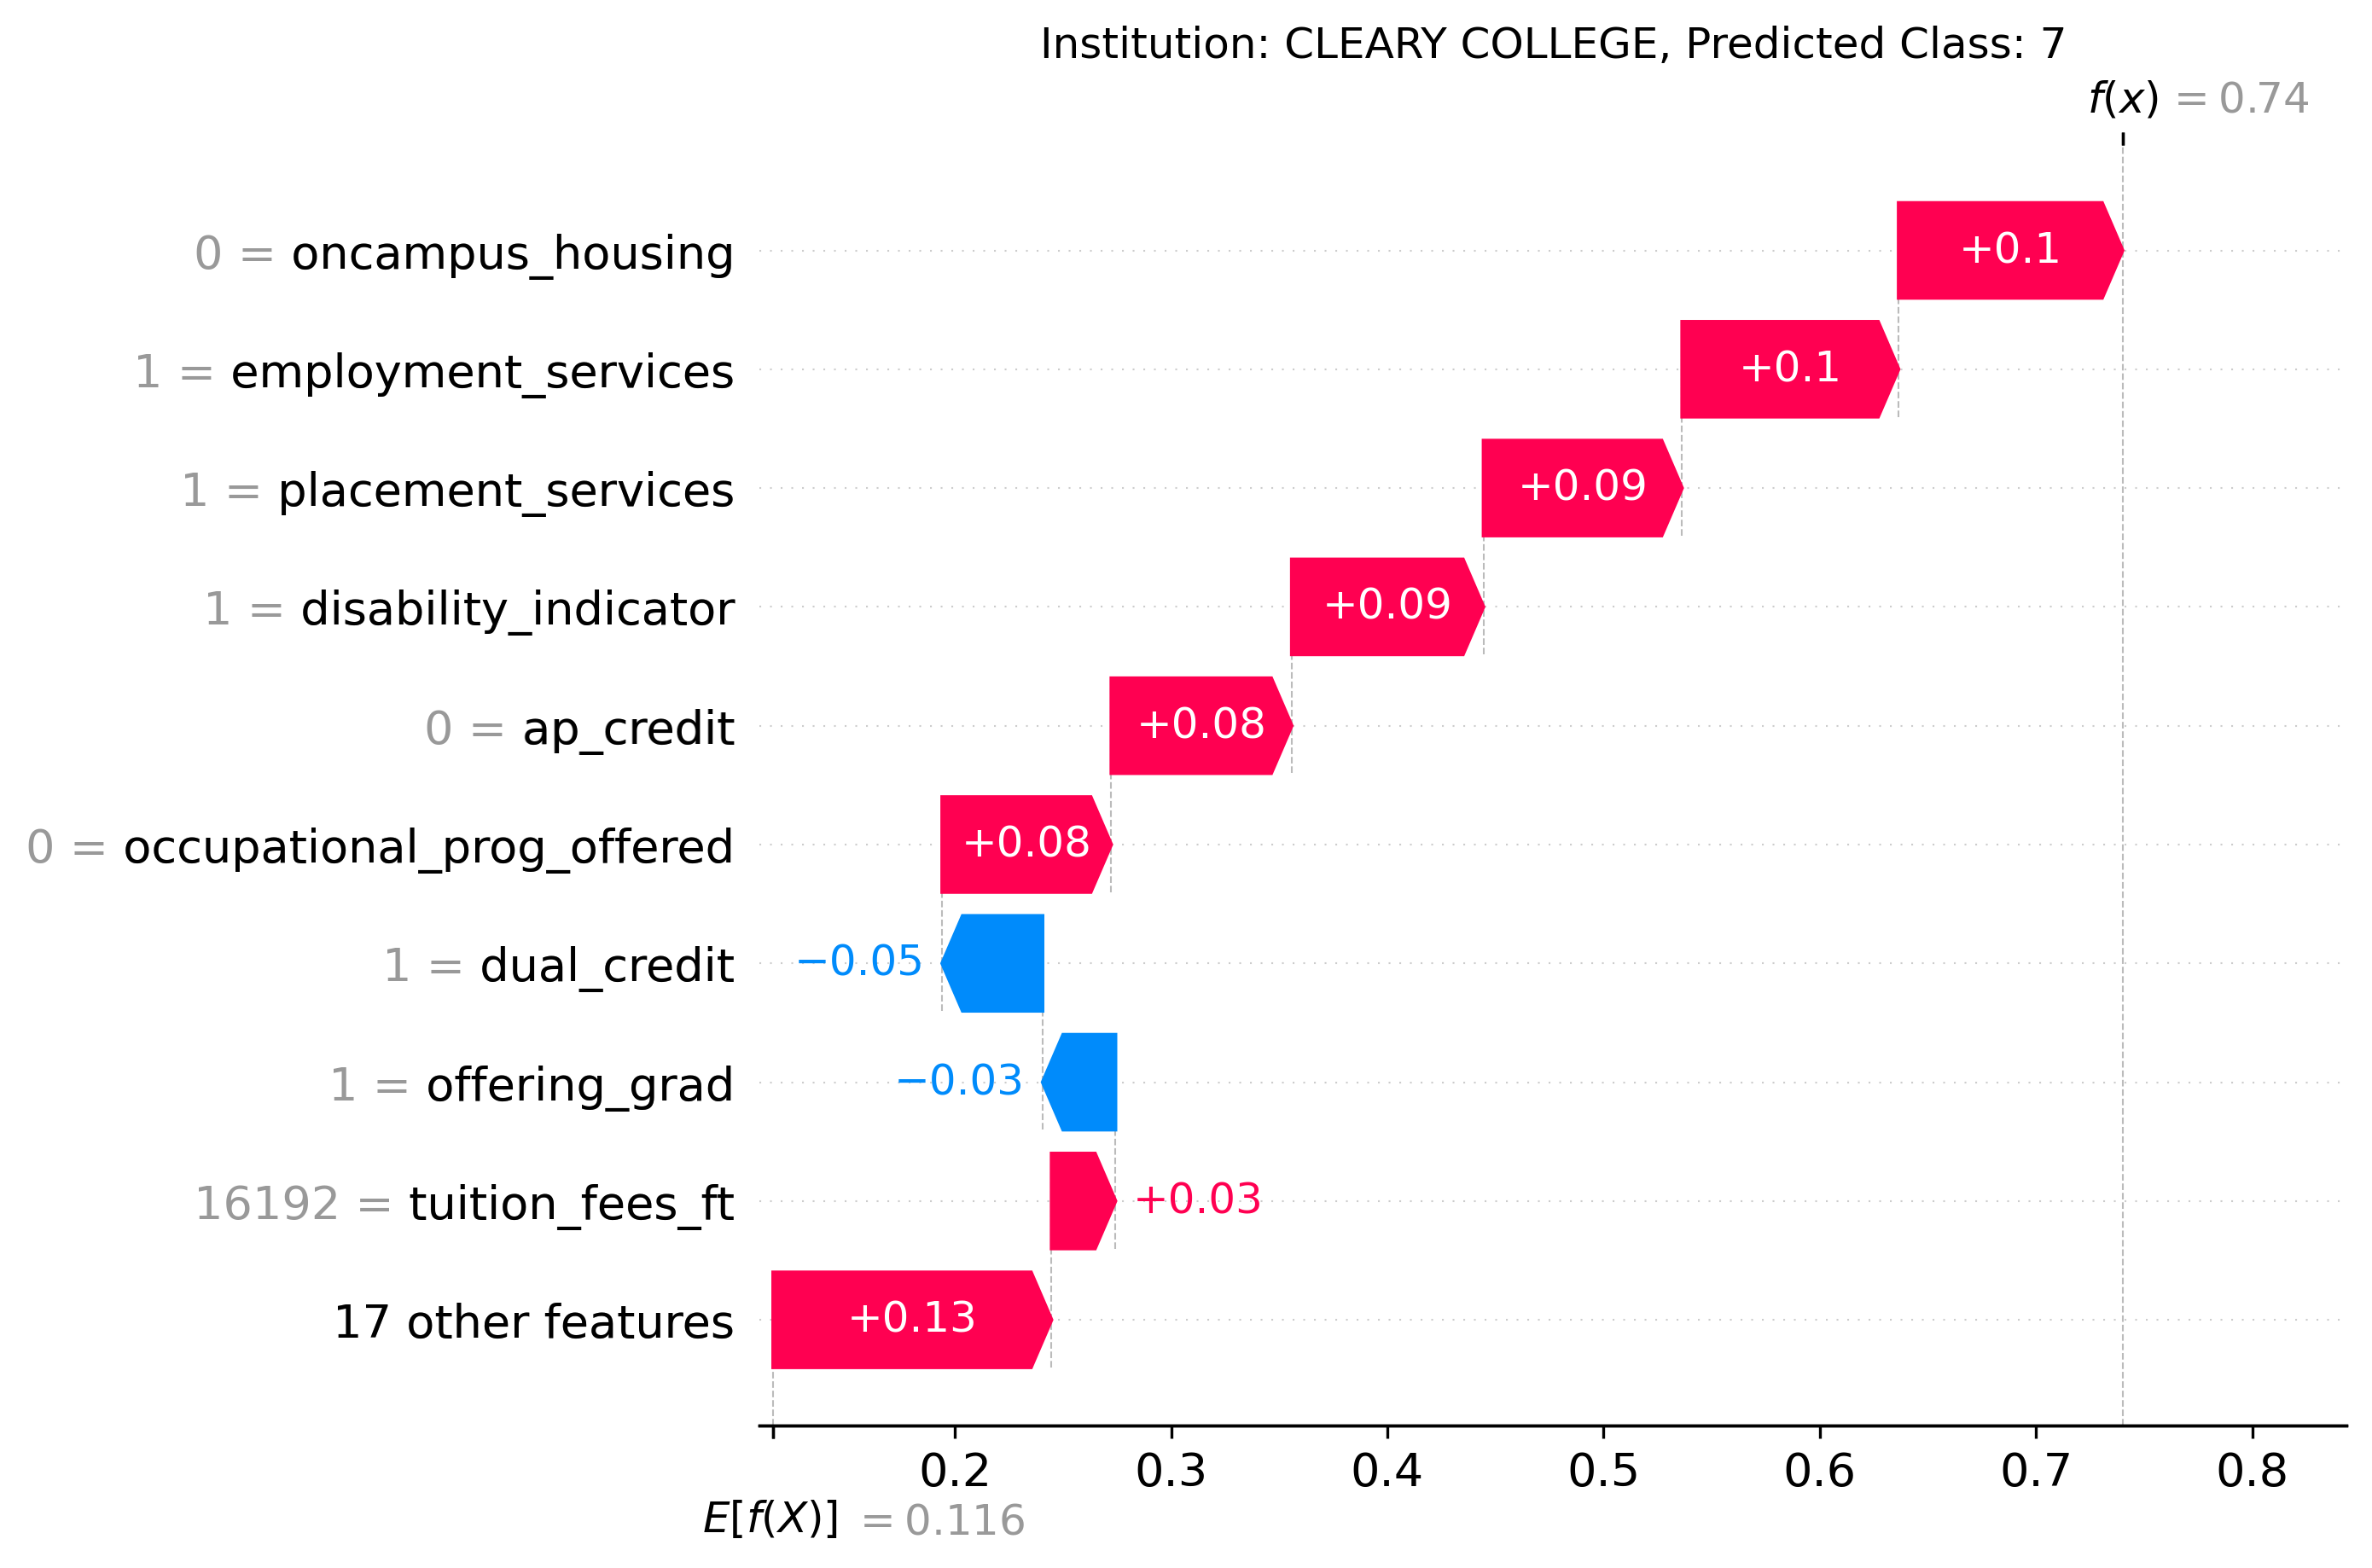 Institution: CLEARY COLLEGE, Predicted Class: 7
f(x) = 0.74
0 = oncampus_housing +0.1
1 = employment_services +0.1
1 = placement_services +0.09
1 = disability_indicator +0.09
0 = ap_credit +0.08
0 = occupational_prog_offered +0.08
1 = dual_credit −0.05
1 = offering_grad −0.03
16192 = tuition_fees_ft +0.03
17 other features +0.13
0.2 0.3 0.4 0.5 0.6 0.7 0.8
E[f(X)] = 0.116